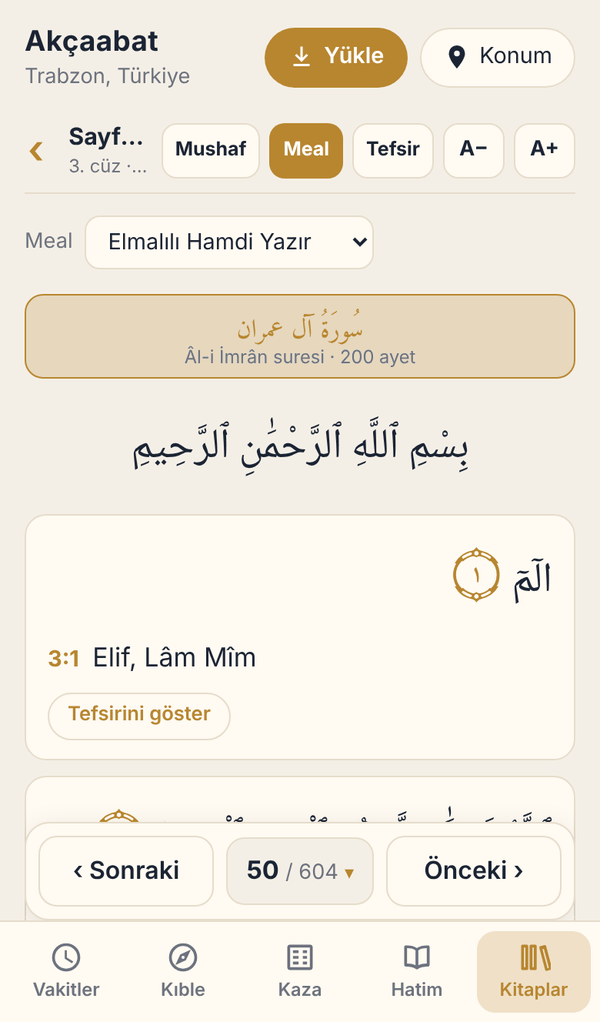 Akçaabat
Trabzon, Türkiye
Yükle
Konum
‹
Sayf...
3. cüz ·...
Mushaf
Meal
Tefsir
A−
A+
Meal
Elmalılı Hamdi Yazır
سُورَةُ آل عمران
Âl-i İmrân suresi · 200 ayet
بِسْمِ ٱللَّهِ ٱلرَّحْمَٰنِ ٱلرَّحِيمِ
الٓمٓ ١
3:1 Elif, Lâm Mîm
Tefsirini göster
‹ Sonraki
50 / 604 ▾
Önceki ›
Vakitler
Kıble
Kaza
Hatim
Kitaplar